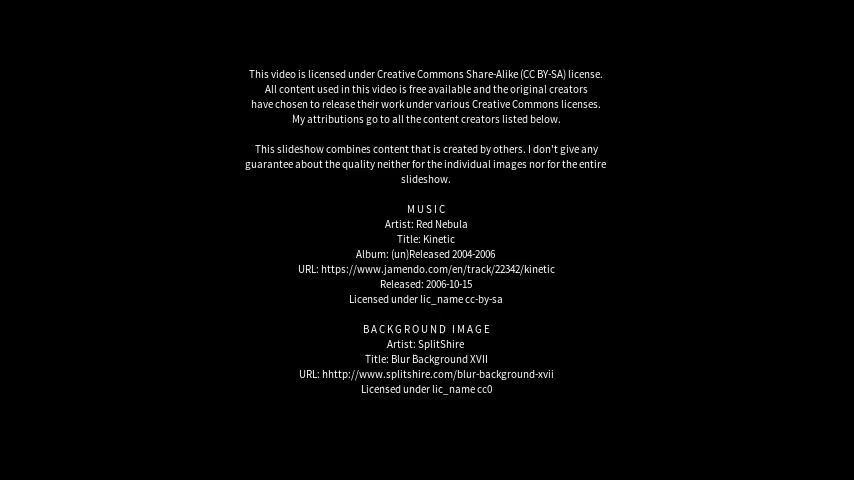 This video is licensed under Creative Commons Share-Alike (CC BY-SA) license.
All content used in this video is free available and the original creators
have chosen to release their work under various Creative Commons licenses.
My attributions go to all the content creators listed below.
This slideshow combines content that is created by others. I don't give any
guarantee about the quality neither for the individual images nor for the entire
slideshow.
MUSIC
Artist: Red Nebula
Title: Kinetic
Album: (un)Released 2004-2006
URL: https://www.jamendo.com/en/track/22342/kinetic
Released: 2006-10-15
Licensed under lic_name cc-by-sa
BACKGROUND IMAGE
Artist: SplitShire
Title: Blur Background XVII
URL: hhttp://www.splitshire.com/blur-background-xvii
Licensed under lic_name cc0